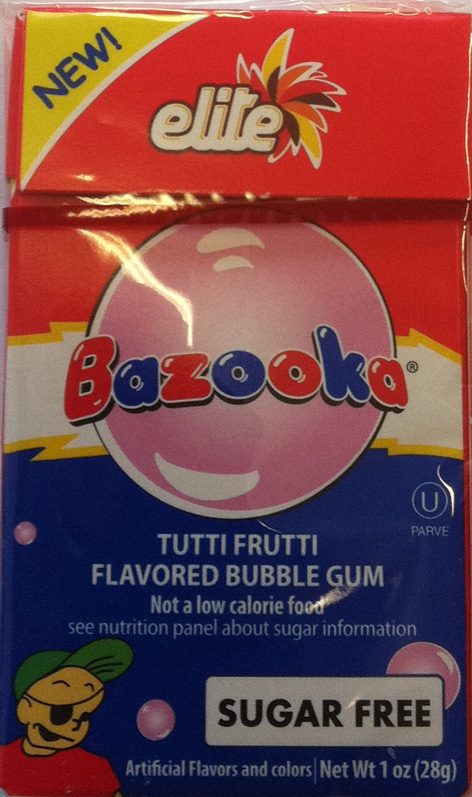 NEW!
elite
Bazooka®
U
PARVE
TUTTI FRUTTI
FLAVORED BUBBLE GUM
Not a low calorie food
see nutrition panel about sugar information
SUGAR FREE
Artificial Flavors and colors | Net Wt 1 oz (28g)